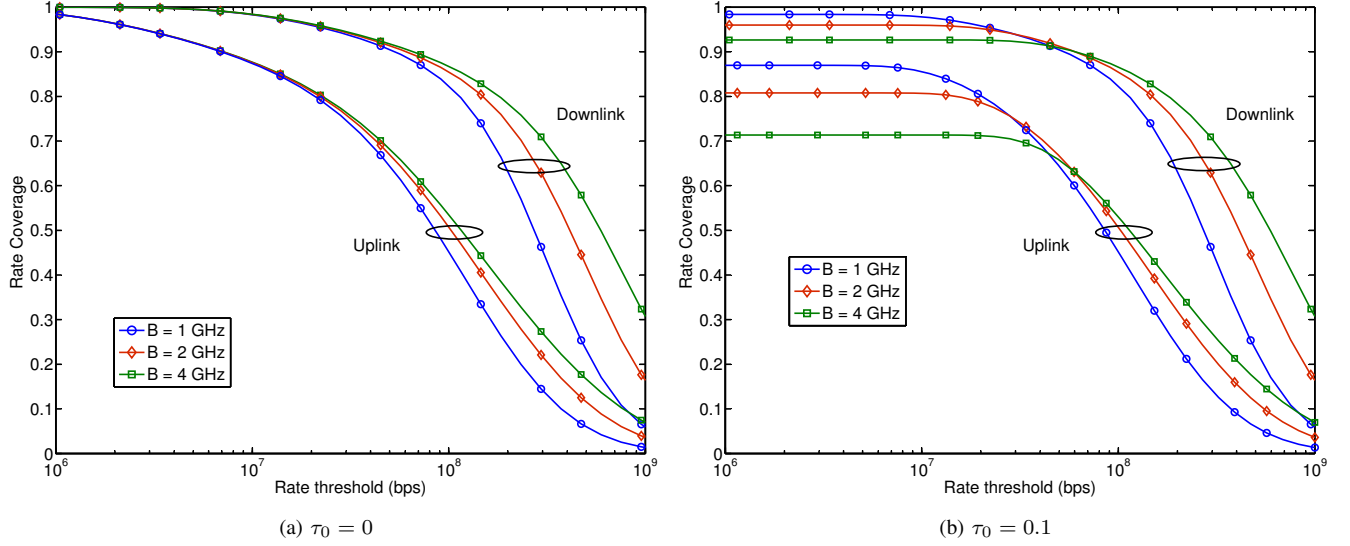 1
0.9
0.8
0.7
0.6
0.5
0.4
0.3
0.2
0.1
0
Rate Coverage
10^6
10^7
10^8
10^9
Rate threshold (bps)
Downlink
Uplink
B = 1 GHz
B = 2 GHz
B = 4 GHz
(a) τ₀ = 0
1
0.9
0.8
0.7
0.6
0.5
0.4
0.3
0.2
0.1
0
Rate Coverage
10^6
10^7
10^8
10^9
Rate threshold (bps)
Downlink
Uplink
B = 1 GHz
B = 2 GHz
B = 4 GHz
(b) τ₀ = 0.1